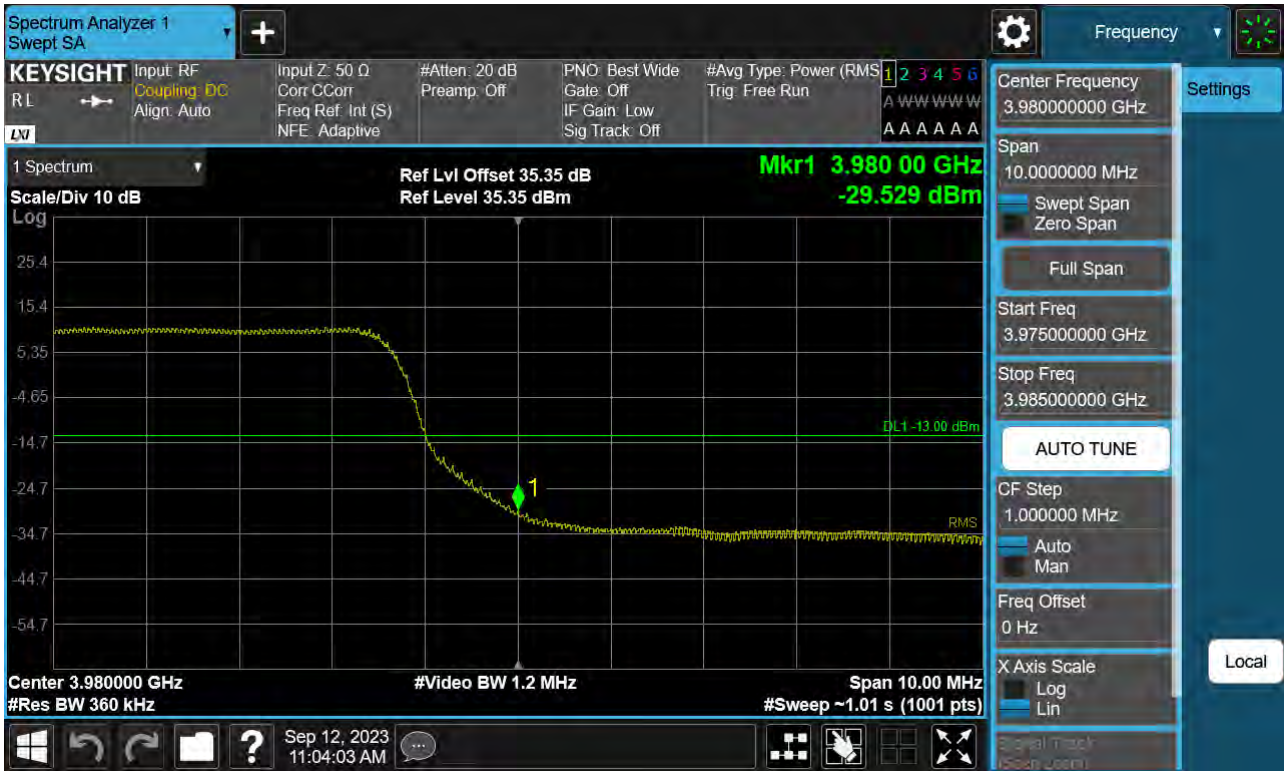 Spectrum Analyzer 1
Swept SA
+
Frequency
KEYSIGHT
RL
LXI
Input: RF
Coupling: DC
Align: Auto
Input Z: 50 Ω
Corr CCorr
Freq Ref: Int (S)
NFE: Adaptive
#Atten: 20 dB
Preamp: Off
PNO: Best Wide
Gate: Off
IF Gain: Low
Sig Track: Off
#Avg Type: Power (RMS
Trig: Free Run
1 2 3 4 5 6
A W W W W W
A A A A A A
1 Spectrum
Scale/Div 10 dB
Log
Ref Lvl Offset 35.35 dB
Ref Level 35.35 dBm
Mkr1 3.980 00 GHz
-29.529 dBm
25.4
15.4
5.35
-4.65
-14.7
-24.7
-34.7
-44.7
-54.7
DL1 -13.00 dBm
1
RMS
Center 3.980000 GHz
#Res BW 360 kHz
#Video BW 1.2 MHz
Span 10.00 MHz
#Sweep ~1.01 s (1001 pts)
Center Frequency
3.980000000 GHz
Span
10.0000000 MHz
Swept Span
Zero Span
Full Span
Start Freq
3.975000000 GHz
Stop Freq
3.985000000 GHz
AUTO TUNE
CF Step
1.000000 MHz
Auto
Man
Freq Offset
0 Hz
X Axis Scale
Log
Lin
Signal Track
(Span Zoom)
Settings
Local
?
Sep 12, 2023
11:04:03 AM